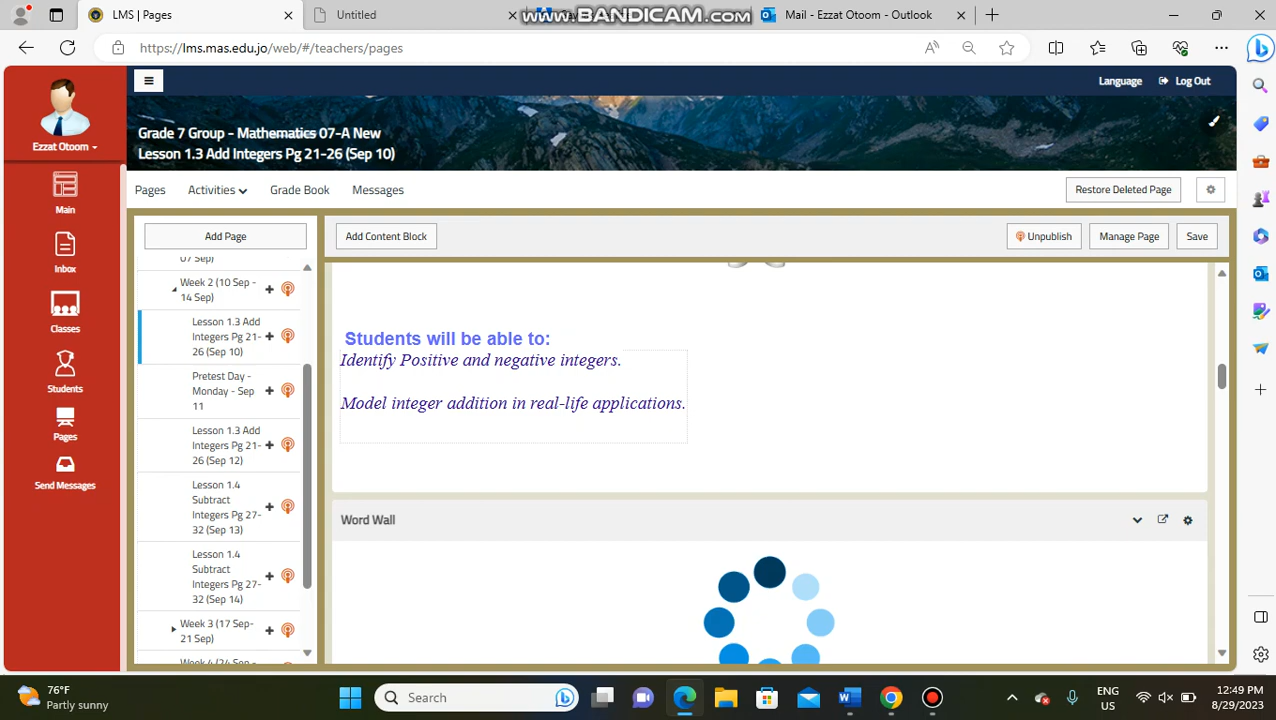 LMS | Pages
Untitled
www.BANDICAM.com
Mail - Ezzat Otoom - Outlook
https://lms.mas.edu.jo/web/#/teachers/pages
Language
Log Out
Grade 7 Group - Mathematics 07-A New
Lesson 1.3 Add Integers Pg 21-26 (Sep 10)
Ezzat Otoom
Pages
Activities
Grade Book
Messages
Restore Deleted Page
Main
Inbox
Classes
Students
Pages
Send Messages
Add Page
Add Content Block
Unpublish
Manage Page
Save
07 Sep)
Week 2 (10 Sep -
14 Sep)
Lesson 1.3 Add
Integers Pg 21-
26 (Sep 10)
Pretest Day -
Monday - Sep
11
Lesson 1.3 Add
Integers Pg 21-
26 (Sep 12)
Lesson 1.4
Subtract
Integers Pg 27-
32 (Sep 13)
Lesson 1.4
Subtract
Integers Pg 27-
32 (Sep 14)
Week 3 (17 Sep-
21 Sep)
Week 4 (24 Sep -
Students will be able to:
Identify Positive and negative integers.
Model integer addition in real-life applications.
Word Wall
76°F
Partly sunny
Search
ENG
US
12:49 PM
8/29/2023